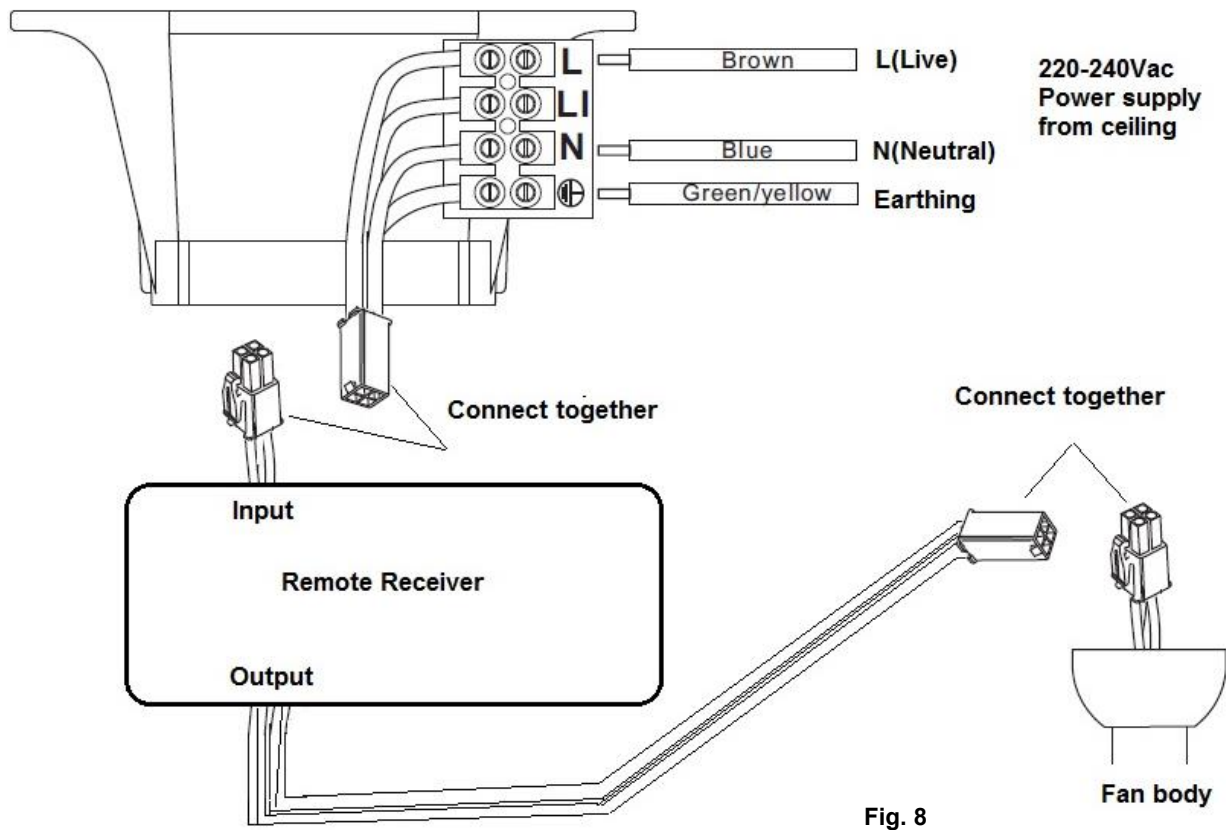 L
Brown
L(Live)
220-240Vac
Power supply
from ceiling
LI
N
Blue
N(Neutral)
Green/yellow
Earthing
Connect together
Connect together
Input
Remote Receiver
Output
Fan body
Fig. 8